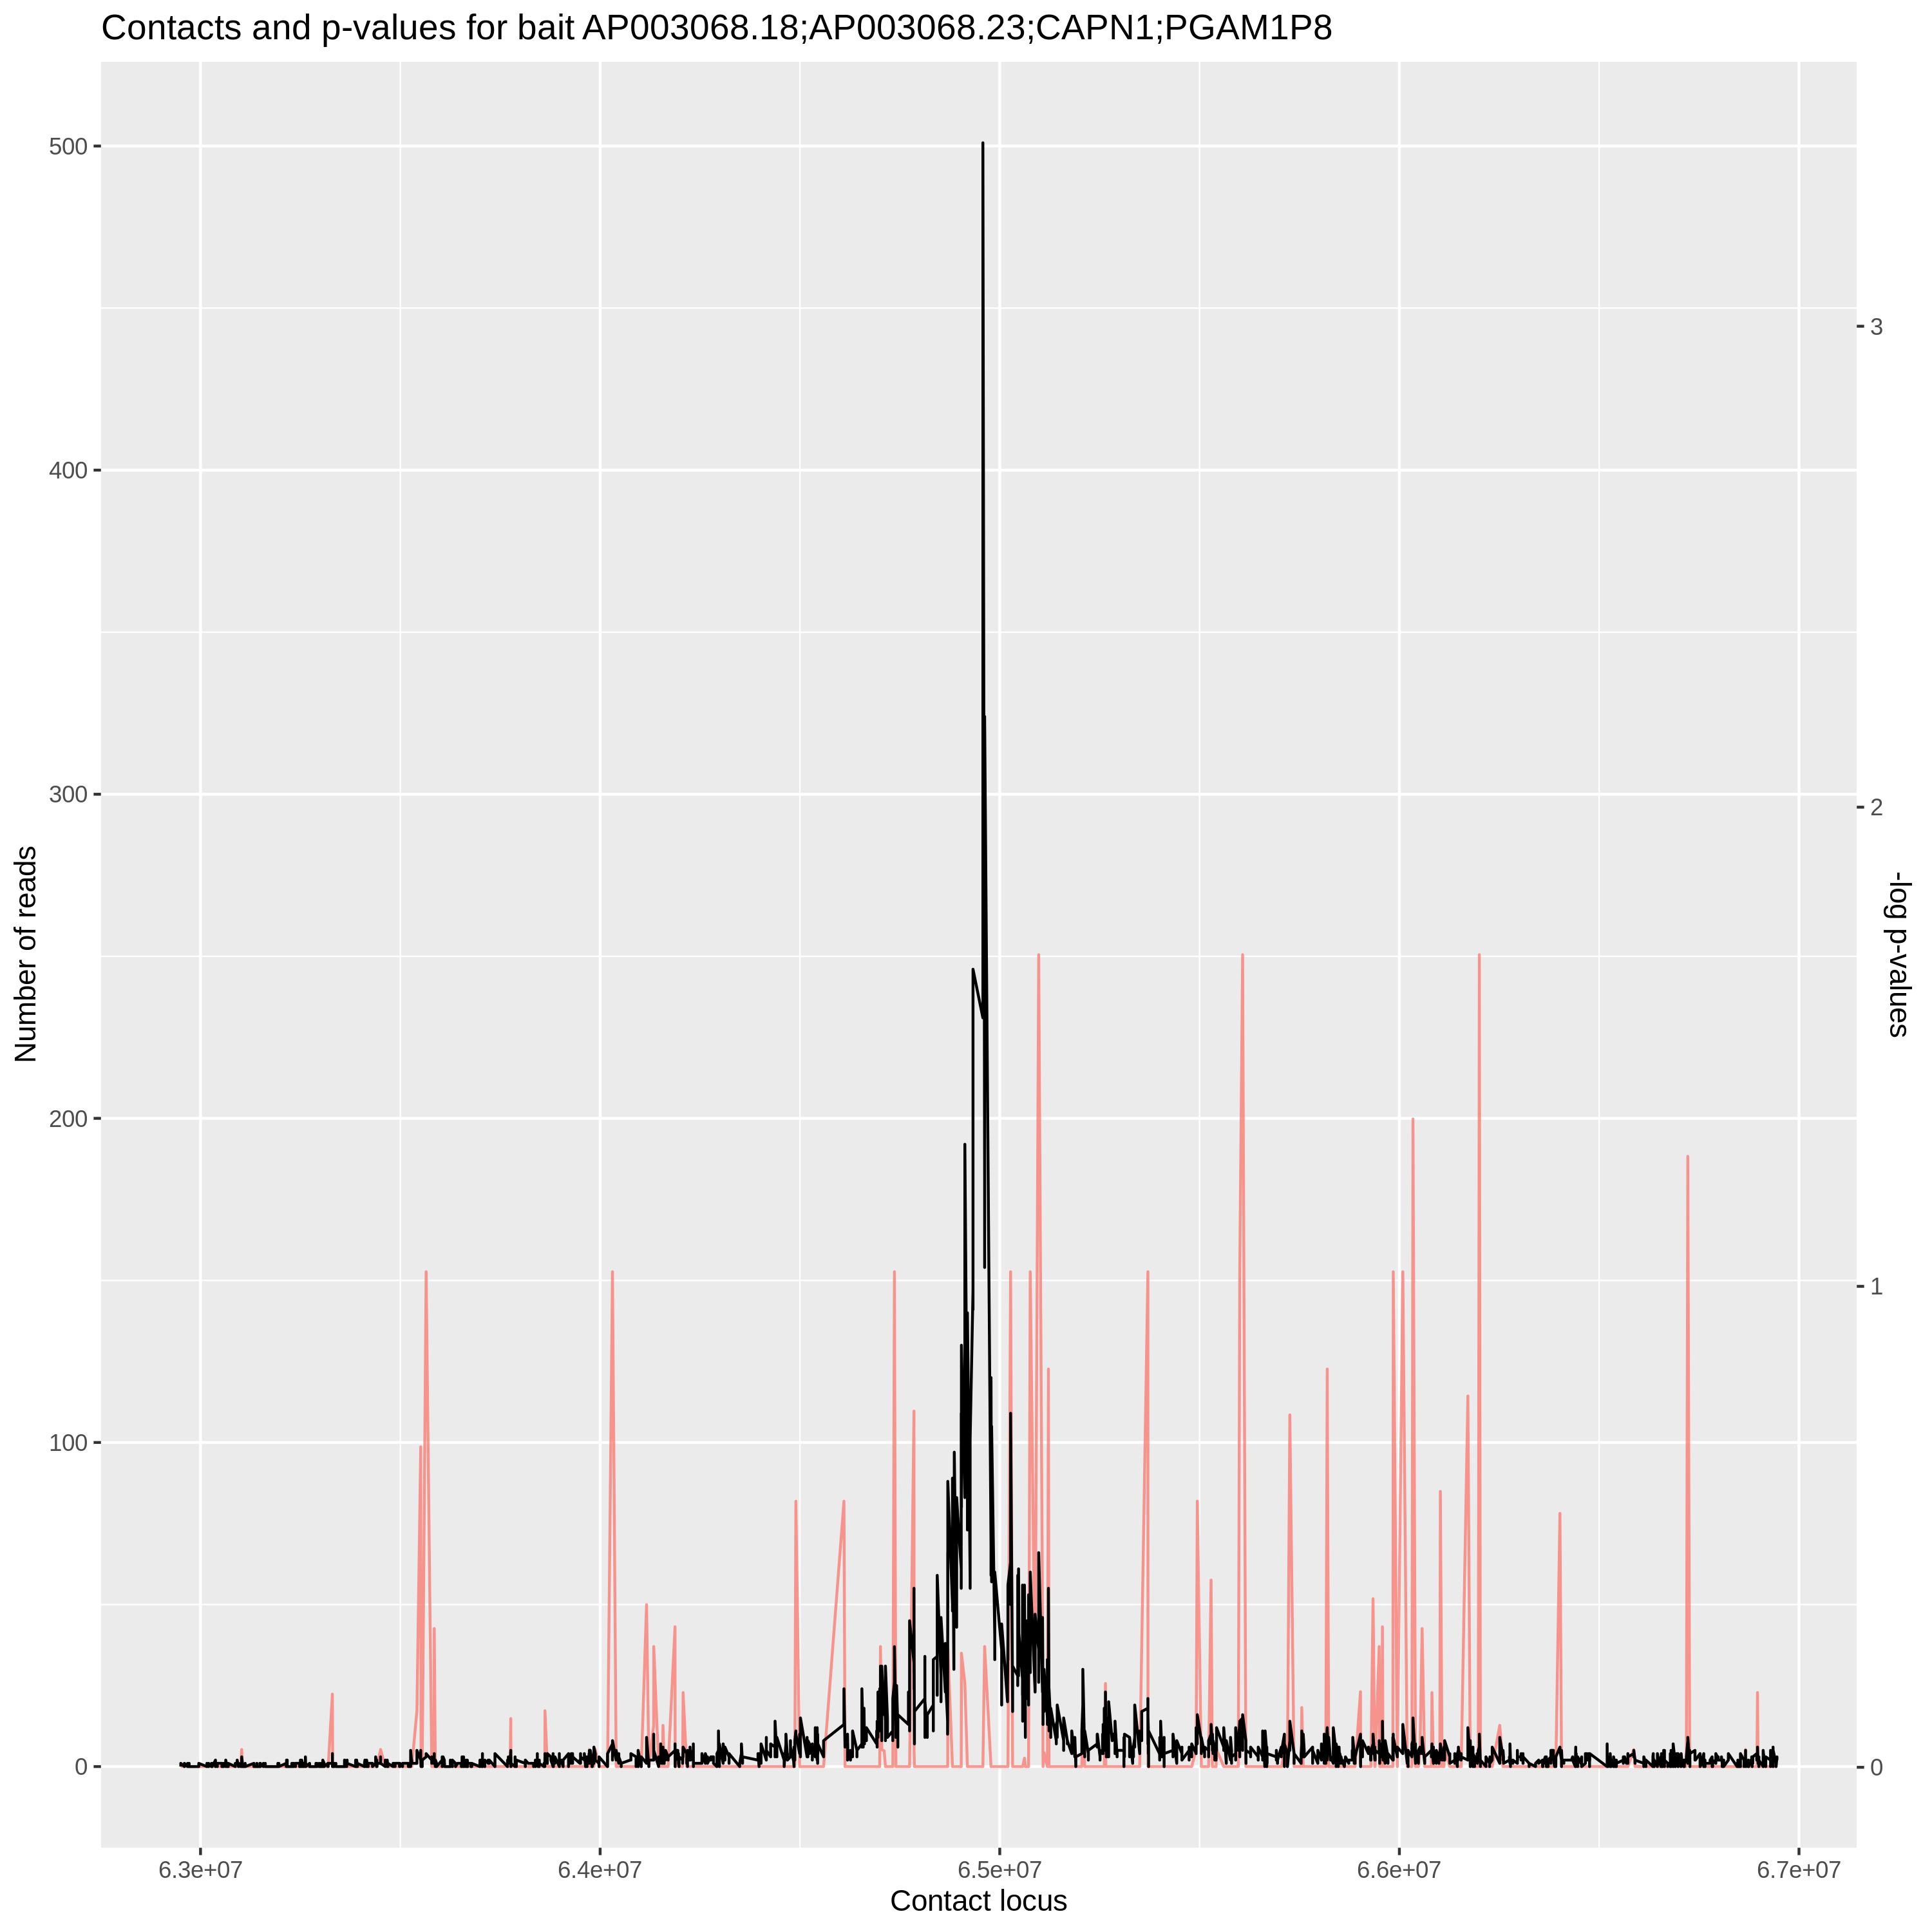 Contacts and p-values for bait AP003068.18;AP003068.23;CAPN1;PGAM1P8
500
400
300
200
100
0
Number of reads
3
2
1
0
-log p-values
6.3e+07
6.4e+07
6.5e+07
6.6e+07
6.7e+07
Contact locus